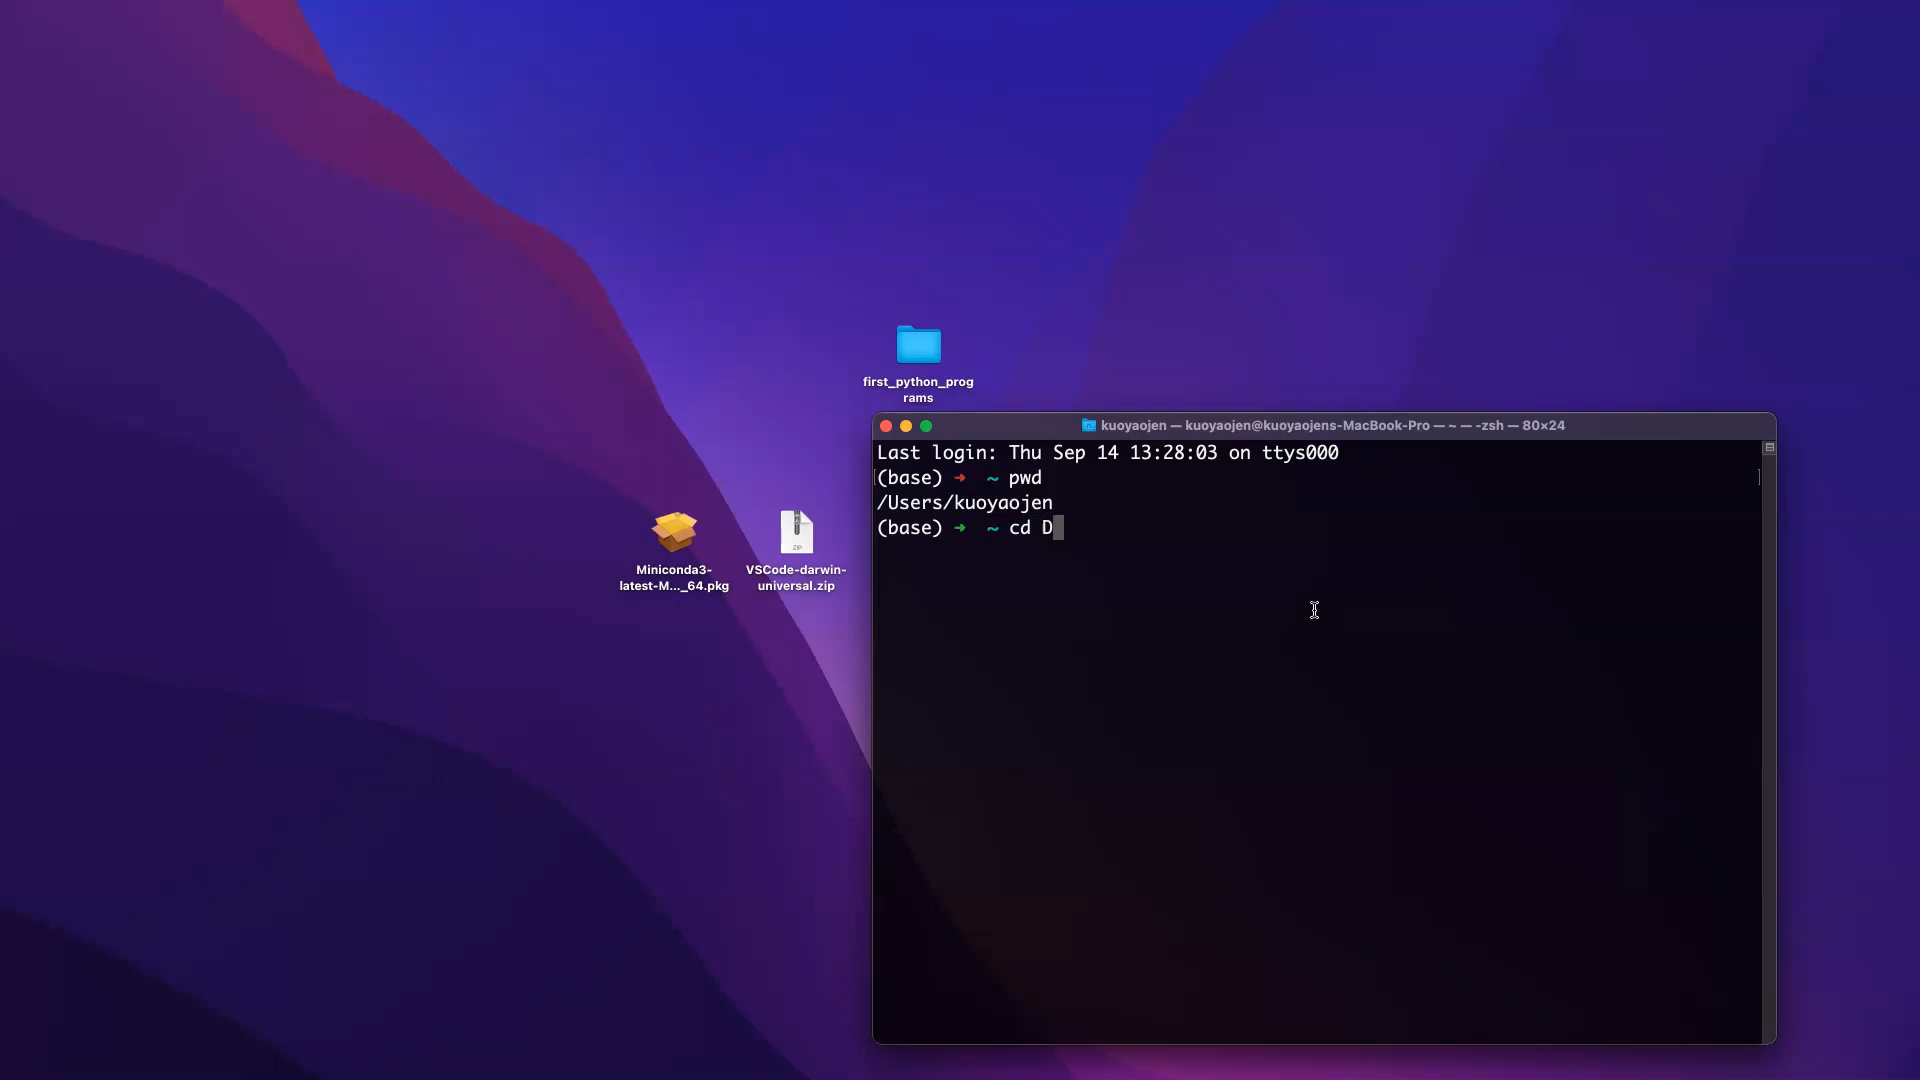 first_python_prog
rams
kuoyaojen — kuoyaojen@kuoyaojens-MacBook-Pro — ~ — -zsh — 80×24
Last login: Thu Sep 14 13:28:03 on ttys000
(base) ➜ ~ pwd
/Users/kuoyaojen
(base) ➜ ~ cd D
ZIP
Miniconda3-
latest-M..._64.pkg
VSCode-darwin-
universal.zip